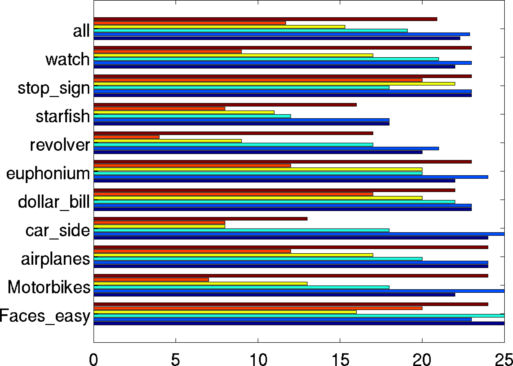 all
watch
stop_sign
starfish
revolver
euphonium
dollar_bill
car_side
airplanes
Motorbikes
Faces_easy
0 5 10 15 20 25